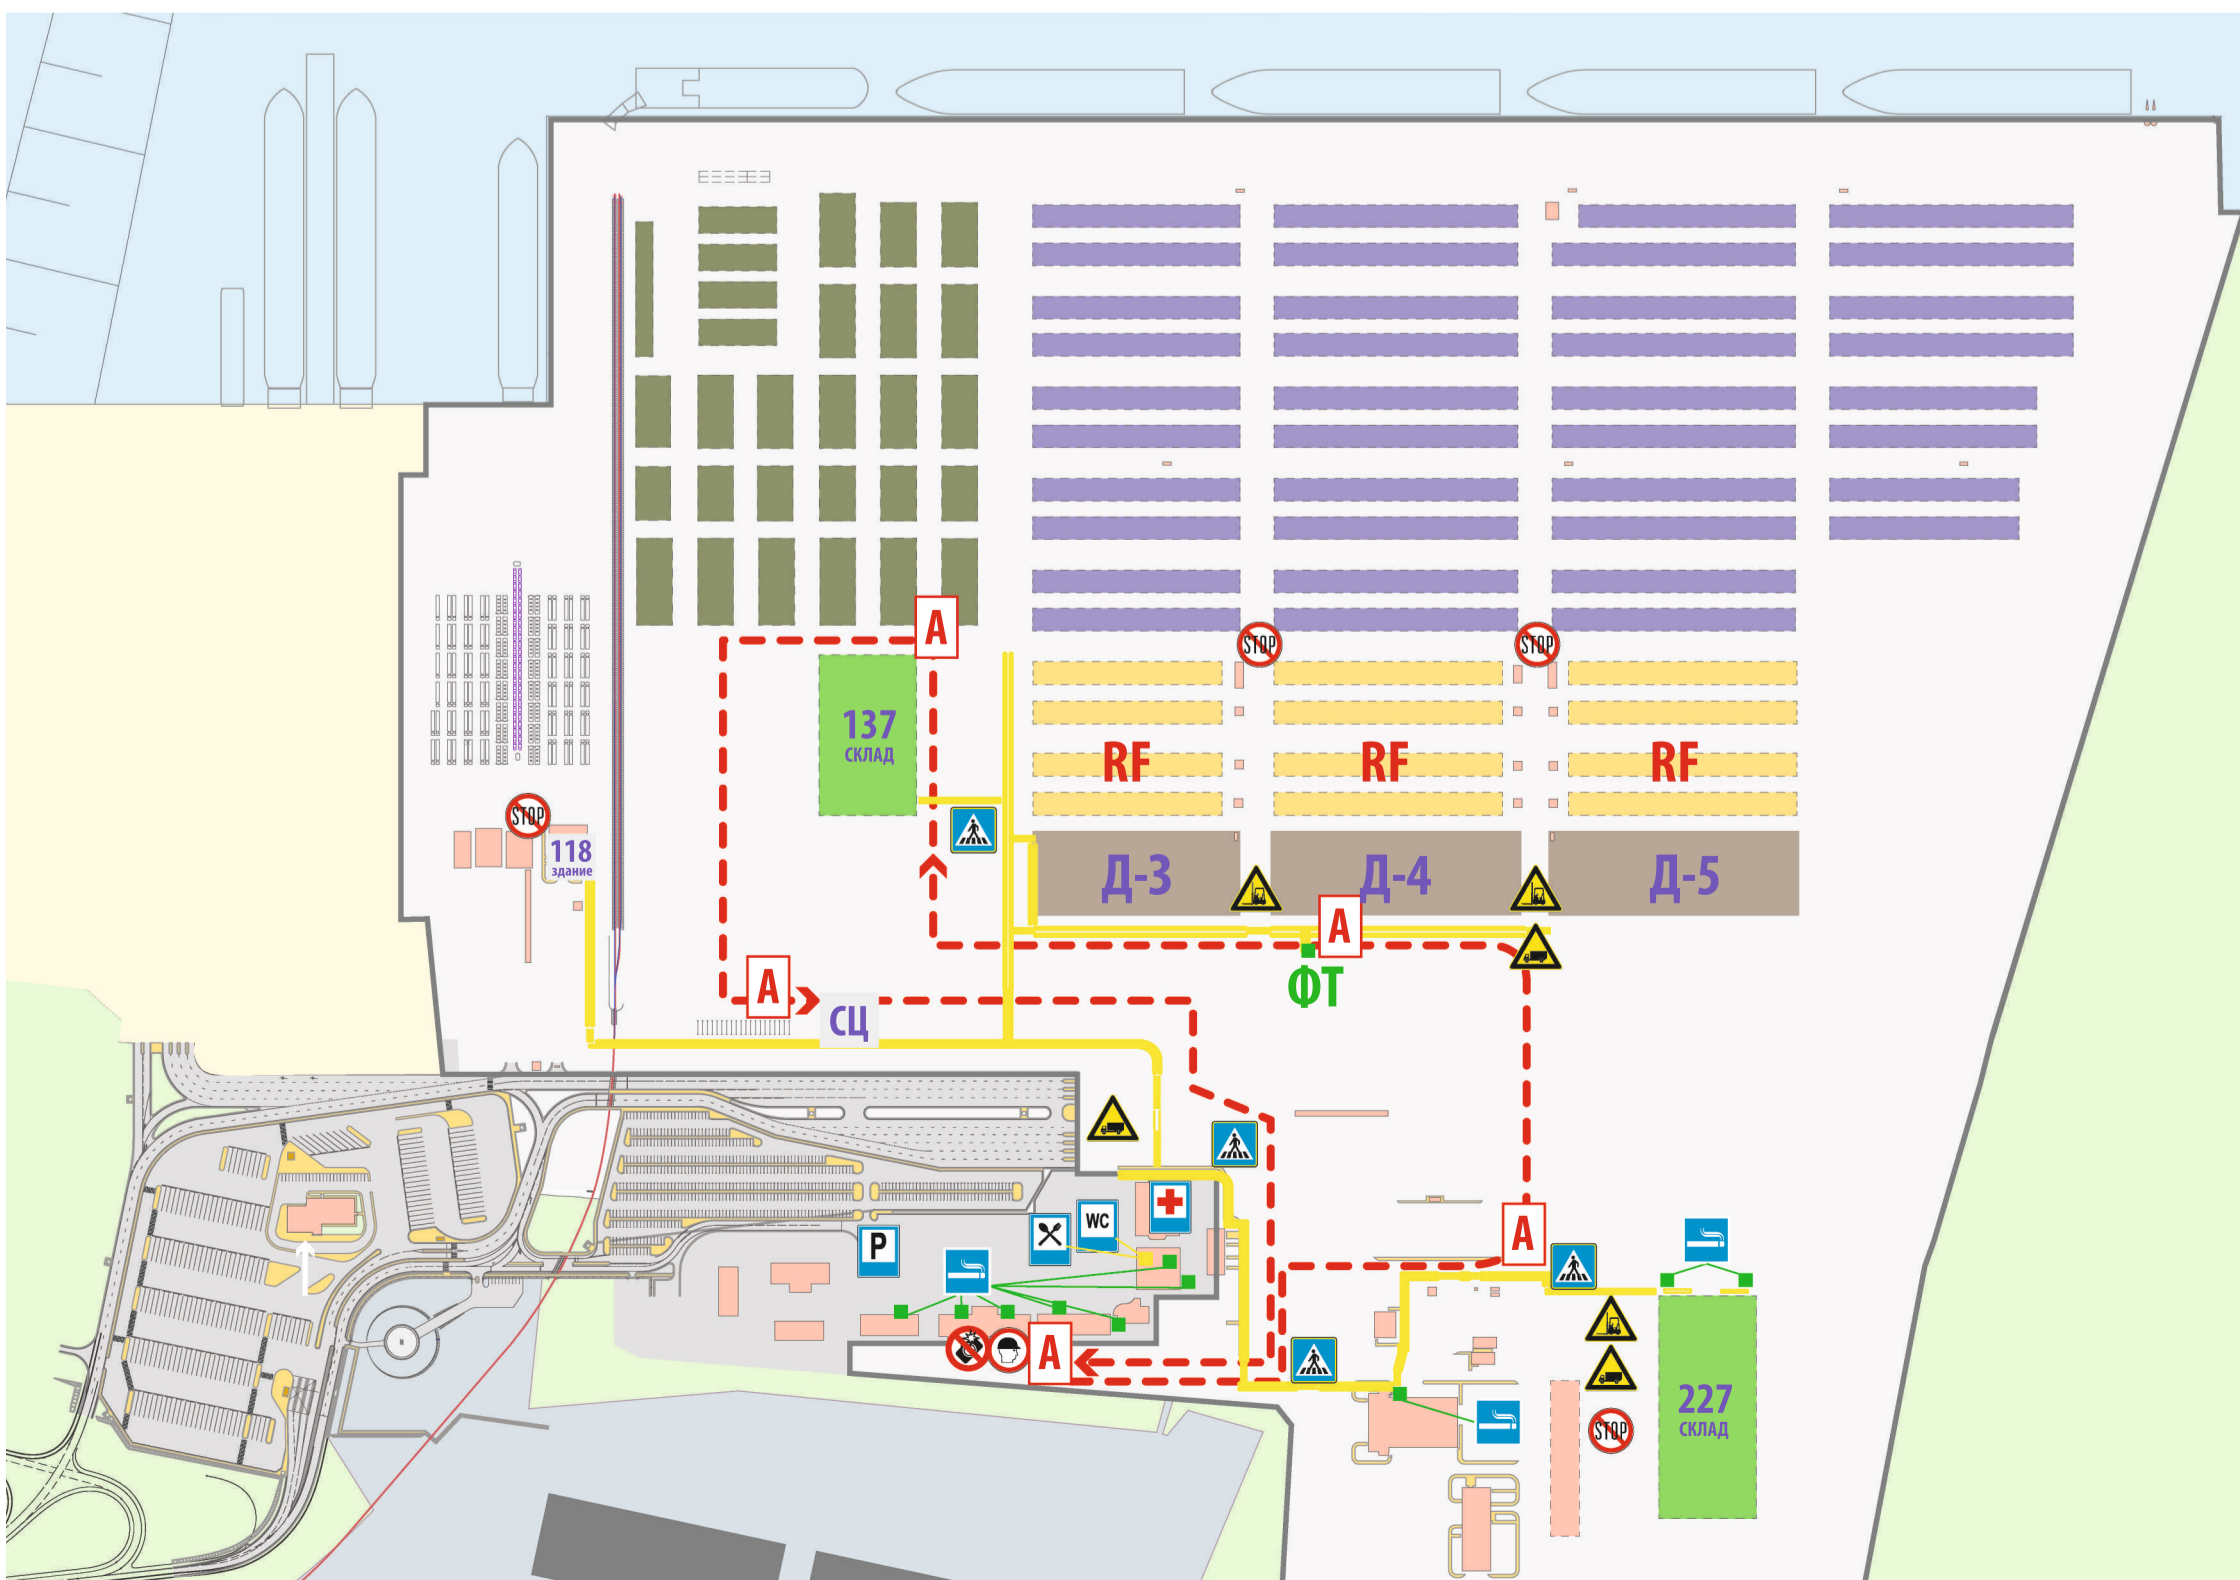 A
STOP
STOP
137
СКЛАД
RF
RF
RF
STOP
118
здание
Д-3
Д-4
Д-5
A
A
ФТ
СЦ
WC
P
A
A
227
СКЛАД
STOP